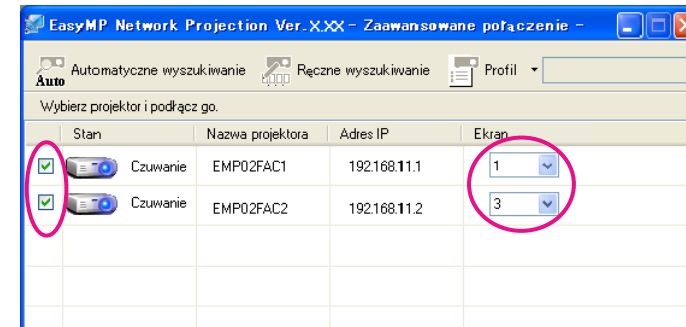 EasyMP Network Projection Ver.X.XX - Zaawansowane połączenie -
Auto Automatyczne wyszukiwanie Ręczne wyszukiwanie Profil
Wybierz projektor i podłącz go.
Stan Nazwa projektora Adres IP Ekran
Czuwanie EMP02FAC1 192.168.11.1 1
Czuwanie EMP02FAC2 192.168.11.2 3